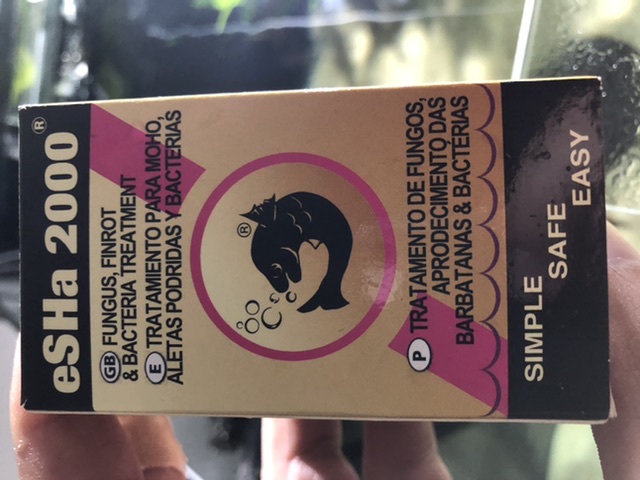 eSHa 2000®
GB FUNGUS, FINROT
& BACTERIA TREATMENT
E TRATAMIENTO PARA MOHO,
ALETAS PODRIDAS Y BACTERIAS
®
P TRATAMENTO DE FUNGOS,
APRODECIMENTO DAS
BARBATANAS & BACTERIAS
SIMPLE
SAFE
EASY